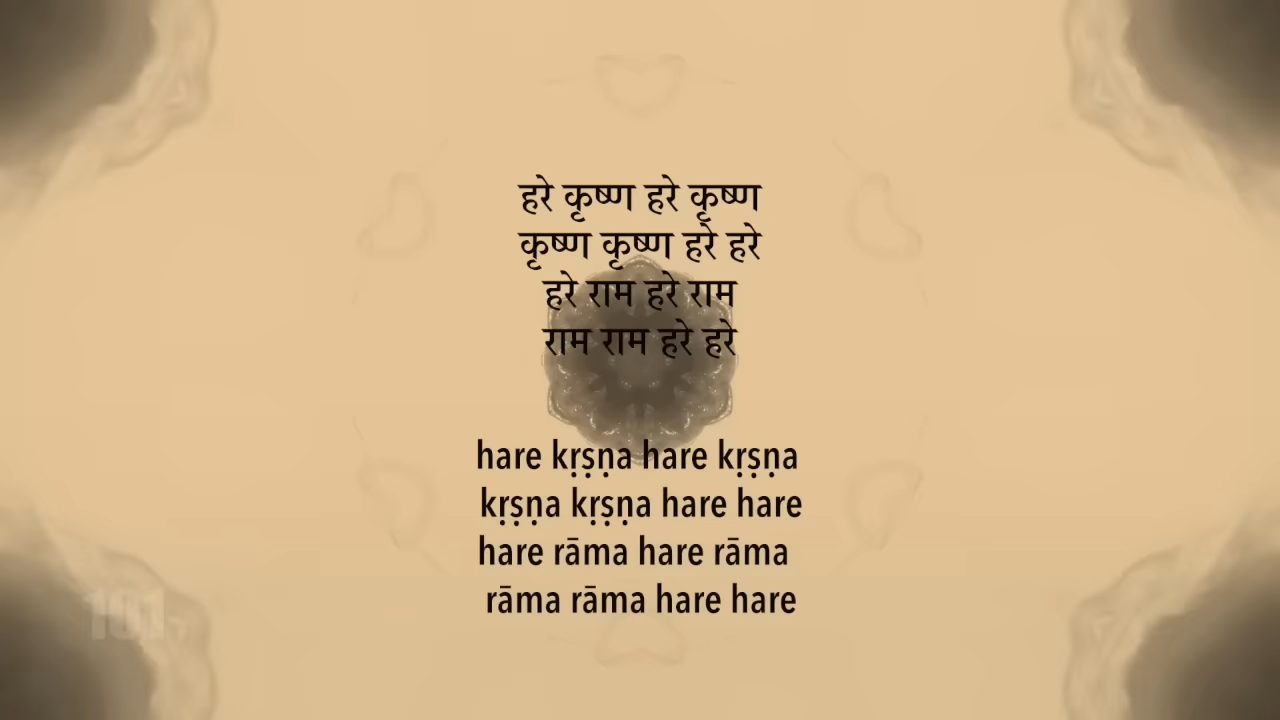 हरे कृष्ण हरे कृष्ण
कृष्ण कृष्ण हरे हरे
हरे राम हरे राम
राम राम हरे हरे
hare kṛṣṇa hare kṛṣṇa
kṛṣṇa kṛṣṇa hare hare
hare rāma hare rāma
rāma rāma hare hare
101